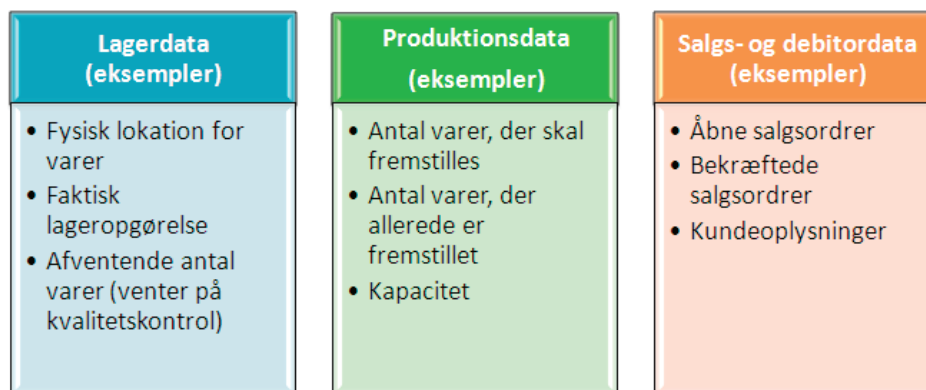 Lagerdata
(eksempler)
• Fysisk lokation for
varer
• Faktisk
lageropgørelse
• Afventende antal
varer (venter på
kvalitetskontrol)
Produktionsdata
(eksempler)
• Antal varer, der skal
fremstilles
• Antal varer, der
allerede er
fremstillet
• Kapacitet
Salgs- og debitordata
(eksempler)
• Åbne salgsordrer
• Bekræftede
salgsordrer
• Kundeoplysninger